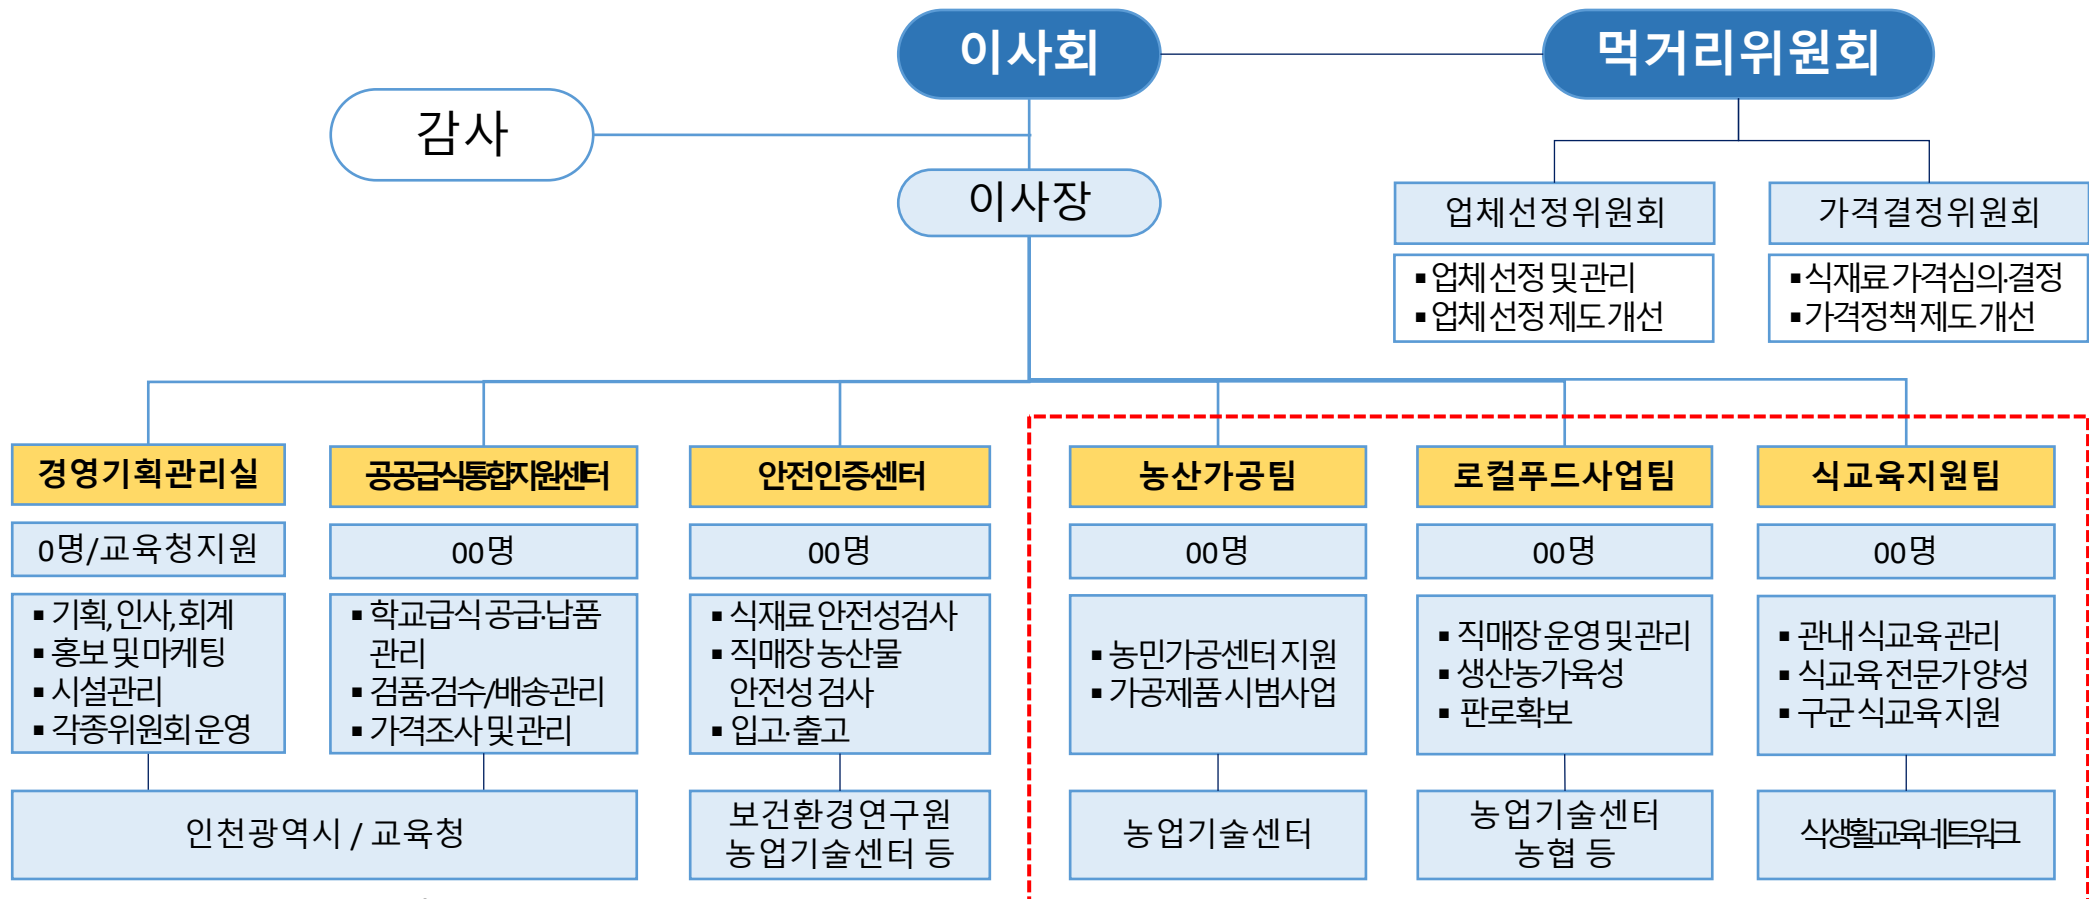 이사회
먹거리위원회
감사
이사장
업체선정위원회
가격결정위원회
▪업체 선정 및 관리
▪업체 선정 제도 개선
▪식재료 가격심의·결정
▪가격정책 제도 개선
경영기획관리실
공공급식통합지원센터
안전인증센터
농산가공팀
로컬푸드사업팀
식교육지원팀
0명/교육청지원
00명
00명
00명
00명
00명
▪ 기획, 인사, 회계
▪ 홍보 및 마케팅
▪ 시설관리
▪ 각종위원회 운영
▪ 학교급식 공급·납품
관리
▪ 검품·검수/배송관리
▪ 가격조사 및 관리
▪ 식재료 안전성검사
▪ 직매장 농산물
안전성 검사
▪ 입고·출고
▪ 농민가공센터 지원
▪ 가공제품 시범사업
▪ 직매장 운영 및 관리
▪ 생산농가육성
▪ 판로확보
▪ 관내 식교육 관리
▪ 식교육 전문가 양성
▪ 구군 식교육 지원
인천광역시 / 교육청
보건환경연구원
농업기술센터 등
농업기술센터
농업기술센터
농협 등
식생활교육네트워크